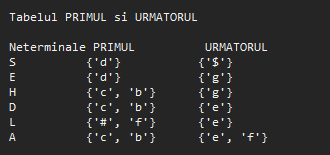 Tabelul PRIMUL si URMATORUL
Neterminale PRIMUL URMATORUL
S {'d'} {'$'}
E {'d'} {'g'}
H {'c', 'b'} {'g'}
D {'c', 'b'} {'e'}
L {'#', 'f'} {'e'}
A {'c', 'b'} {'e', 'f'}